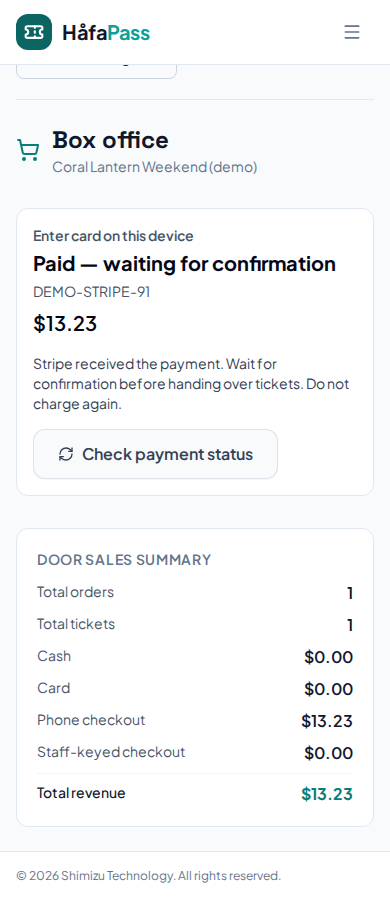 HåfaPass
Box office
Coral Lantern Weekend (demo)
Enter card on this device
Paid — waiting for confirmation
DEMO-STRIPE-91
$13.23
Stripe received the payment. Wait for
confirmation before handing over tickets. Do not
charge again.
Check payment status
DOOR SALES SUMMARY
Total orders 1
Total tickets 1
Cash $0.00
Card $0.00
Phone checkout $13.23
Staff-keyed checkout $0.00
Total revenue $13.23
© 2026 Shimizu Technology. All rights reserved.